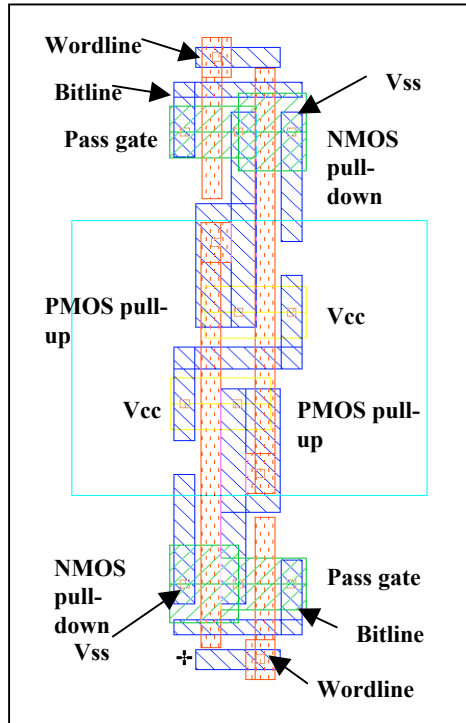 Wordline
Bitline
Vss
Pass gate
NMOS
pull-
down
PMOS pull-
up
Vcc
Vcc
PMOS pull-
up
NMOS
pull-
down
Vss
Pass gate
Bitline
Wordline